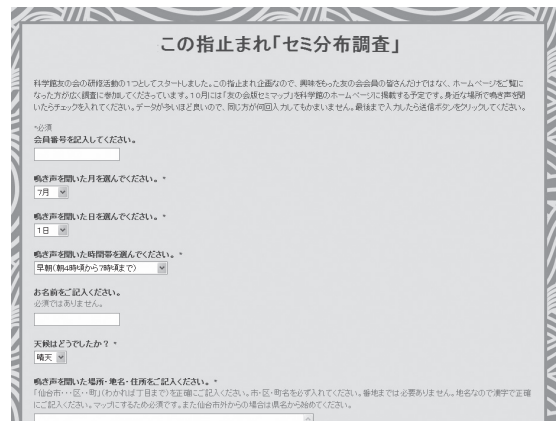 この指止まれ「セミ分布調査」
科学館友の会の研修活動の1つとしてスタートしました。この指止まれ企画なので、興味をもった友の会会員の皆さんだけではなく、ホームページをご覧に
なった方が広く調査に参加してくださっています。10月には「友の会版セミマップ」を科学館のホームページに掲載する予定です。身近な場所で鳴き声を聞
いたらチェックを入れてください。データが多いほど良いので、同じ方が何回入力してもかまいません。最後まで入力したら送信ボタンをクリックしてください。
*必須
会員番号を記入してください。
鳴き声を聞いた月を選んでください。*
7月
鳴き声を聞いた日を選んでください。*
1日
鳴き声を聞いた時間帯を選んでください。*
早朝(朝4時頃から7時頃まで)
お名前をご記入ください。
必須ではありません。
天候はどうでしたか？*
晴天
鳴き声を聞いた場所・地名・住所をご記入ください。*
「仙台市・・・区・・町」(わかれば丁目まで)を正確にご記入ください。市・区・町名を必ず入れてください。番地までは必要ありません。地名なので漢字で正確
にご記入ください。マップにするため必須です。また仙台市外からの場合は県名から始めてください。